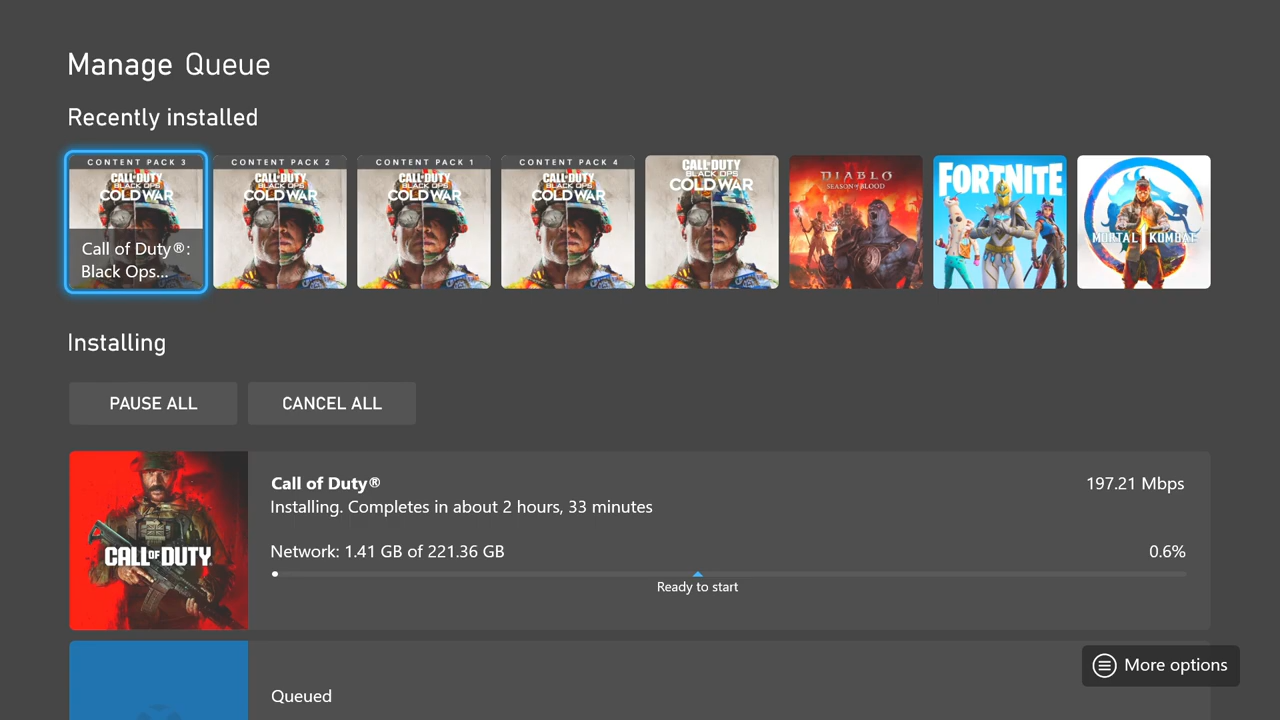 Manage Queue
Recently installed
CONTENT PACK 3
CALL OF DUTY
BLACK OPS
COLD WAR
Call of Duty®:
Black Ops...
CONTENT PACK 2
CALL OF DUTY
BLACK OPS
COLD WAR
CONTENT PACK 1
CALL OF DUTY
BLACK OPS
COLD WAR
CONTENT PACK 4
CALL OF DUTY
BLACK OPS
COLD WAR
CALL OF DUTY
BLACK OPS
COLD WAR
DIABLO
SEASON OF BLOOD
FORTNITE
MORTAL KOMBAT
Installing
PAUSE ALL
CANCEL ALL
CALL OF DUTY
Call of Duty®
197.21 Mbps
Installing. Completes in about 2 hours, 33 minutes
Network: 1.41 GB of 221.36 GB
0.6%
Ready to start
Queued
More options